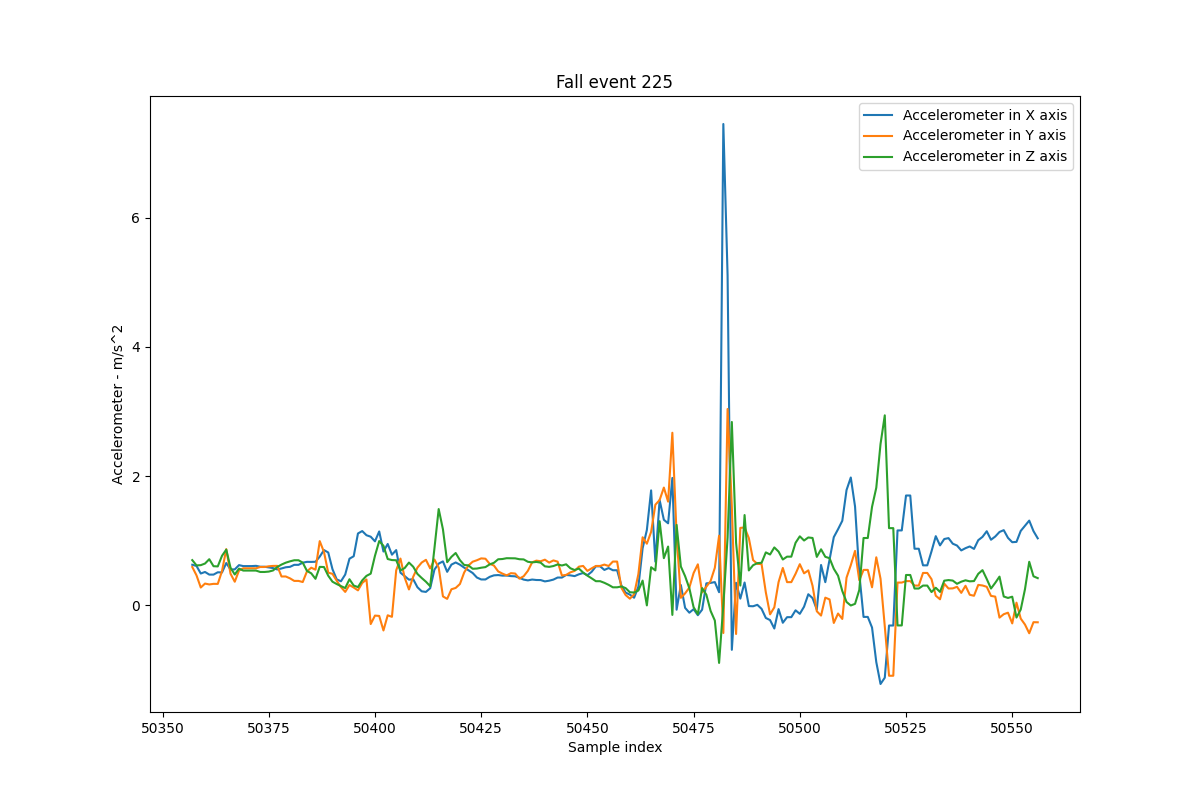 Fall event 225
Accelerometer in X axis
Accelerometer in Y axis
Accelerometer in Z axis
Accelerometer - m/s^2
6
4
2
0
50350 50375 50400 50425 50450 50475 50500 50525 50550
Sample index